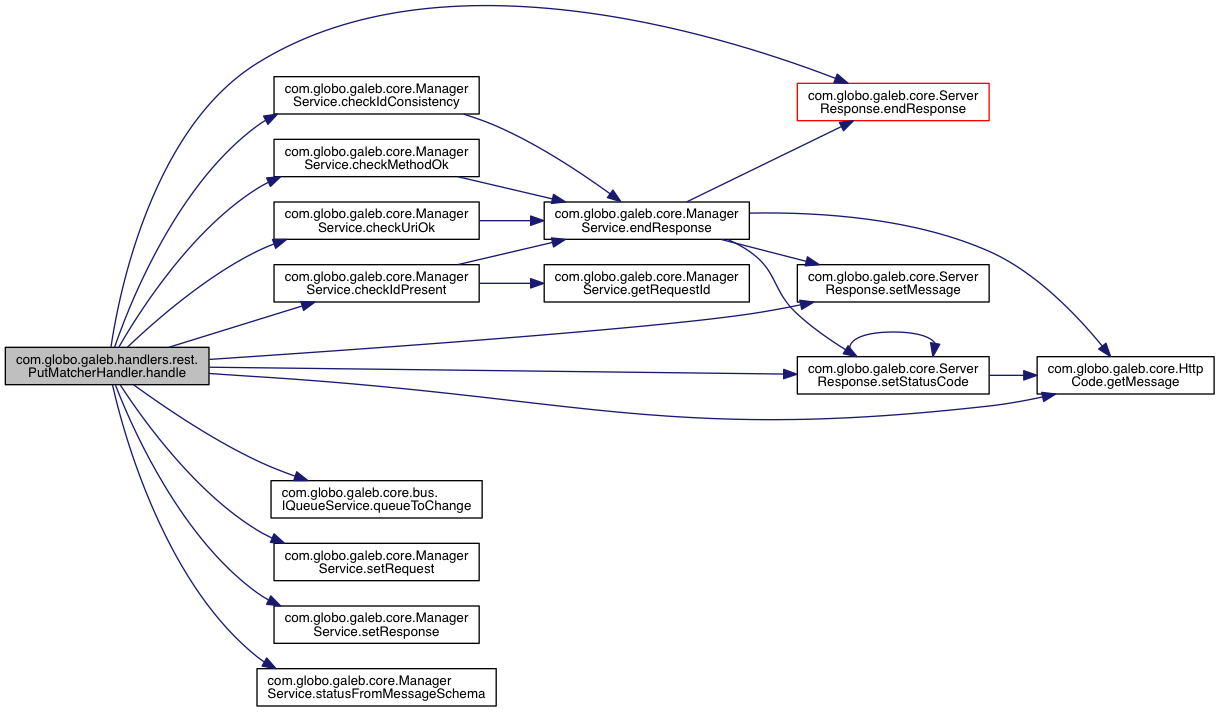 com.globo.galeb.handlers.rest.
PutMatcherHandler.handle
com.globo.galeb.core.Manager
Service.checkIdConsistency
com.globo.galeb.core.Manager
Service.checkMethodOk
com.globo.galeb.core.Manager
Service.checkUriOk
com.globo.galeb.core.Manager
Service.checkIdPresent
com.globo.galeb.core.bus.
IQueueService.queueToChange
com.globo.galeb.core.Manager
Service.setRequest
com.globo.galeb.core.Manager
Service.setResponse
com.globo.galeb.core.Manager
Service.statusFromMessageSchema
com.globo.galeb.core.Manager
Service.endResponse
com.globo.galeb.core.Manager
Service.getRequestId
com.globo.galeb.core.Server
Response.endResponse
com.globo.galeb.core.Server
Response.setMessage
com.globo.galeb.core.Server
Response.setStatusCode
com.globo.galeb.core.Http
Code.getMessage